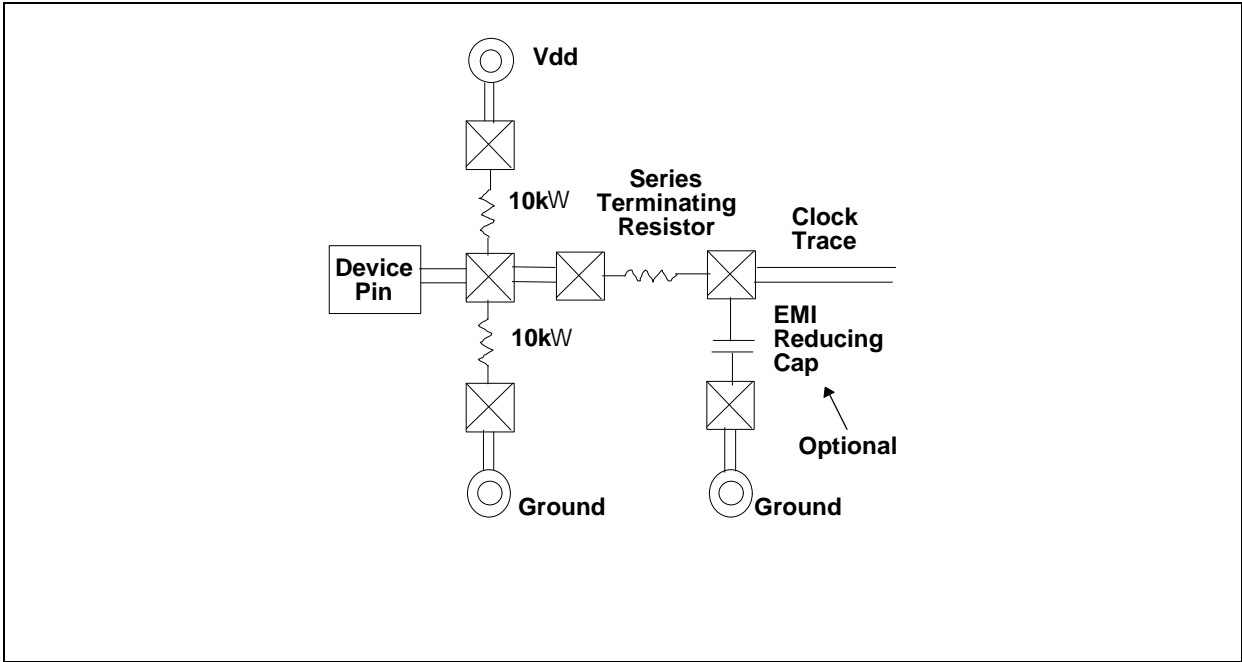 Vdd
10kW
Series
Terminating
Resistor
Clock
Trace
Device
Pin
10kW
EMI
Reducing
Cap
Optional
Ground
Ground